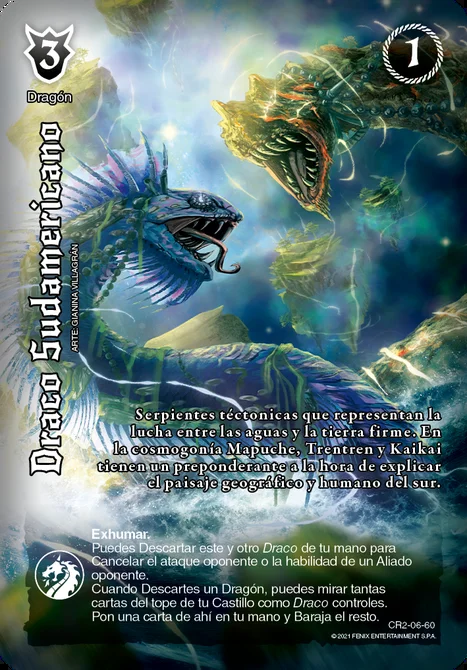 3
1
Dragón
Draco Sudamericano
ARTE: GIANINA VILLAGRÁN
Serpientes téctonicas que representan la
lucha entre las aguas y la tierra firme. En
la cosmogonía Mapuche, Trentren y Kaikai
tienen un preponderante a la hora de explicar
el paisaje geográfico y humano del sur.
Exhumar.
Puedes Descartar este y otro Draco de tu mano para
Cancelar el ataque oponente o la habilidad de un Aliado
oponente.
Cuando Descartes un Dragón, puedes mirar tantas
cartas del tope de tu Castillo como Draco controles.
Pon una carta de ahí en tu mano y Baraja el resto.
CR2-06-60
©2021 FENIX ENTERTAINMENT S.P.A.